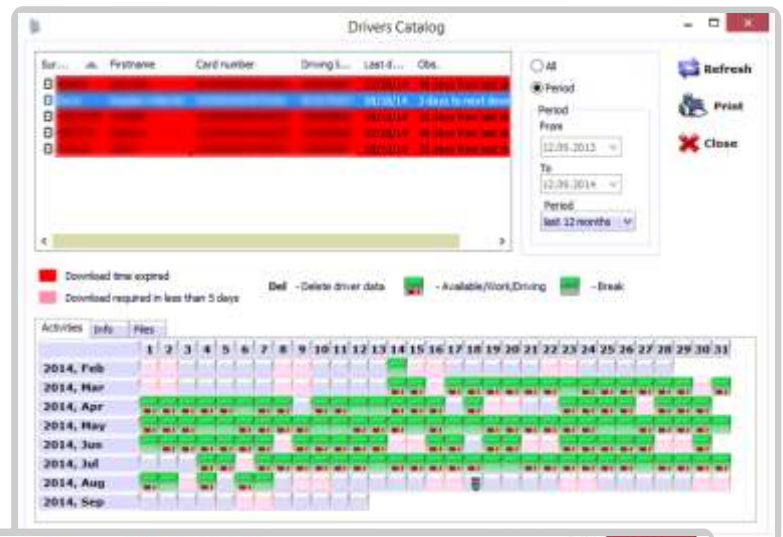 Drivers Catalog
Sur... Firstname Card number Driving li... Last d... Obs.
3 days to next down
All
Period
Period
From
12.09.2013
To
12.09.2014
Period
last 12 months
Refresh
Print
Close
Download time expired
Download required in less than 5 days
Del - Delete driver data
- Available/Work/Driving
- Break
Activities Info Files
1 2 3 4 5 6 7 8 9 10 11 12 13 14 15 16 17 18 19 20 21 22 23 24 25 26 27 28 29 30 31
2014, Feb
2014, Mar
2014, Apr
2014, May
2014, Jun
2014, Jul
2014, Aug
2014, Sep